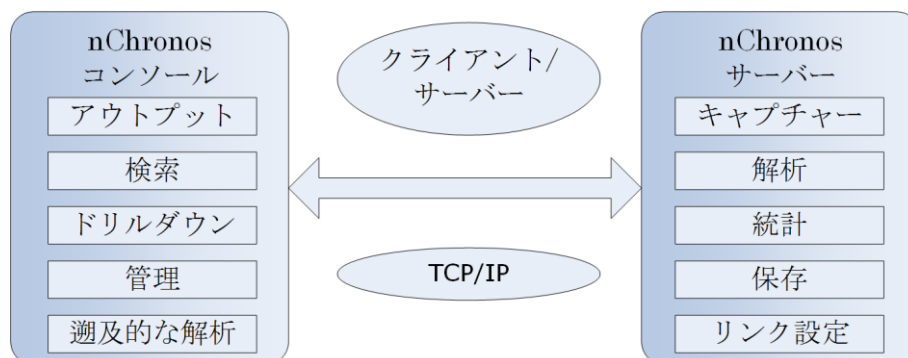 nChronos
コンソール
アウトプット
検索
ドリルダウン
管理
遡及的な解析
クライアント/
サーバー
TCP/IP
nChronos
サーバー
キャプチャー
解析
統計
保存
リンク設定